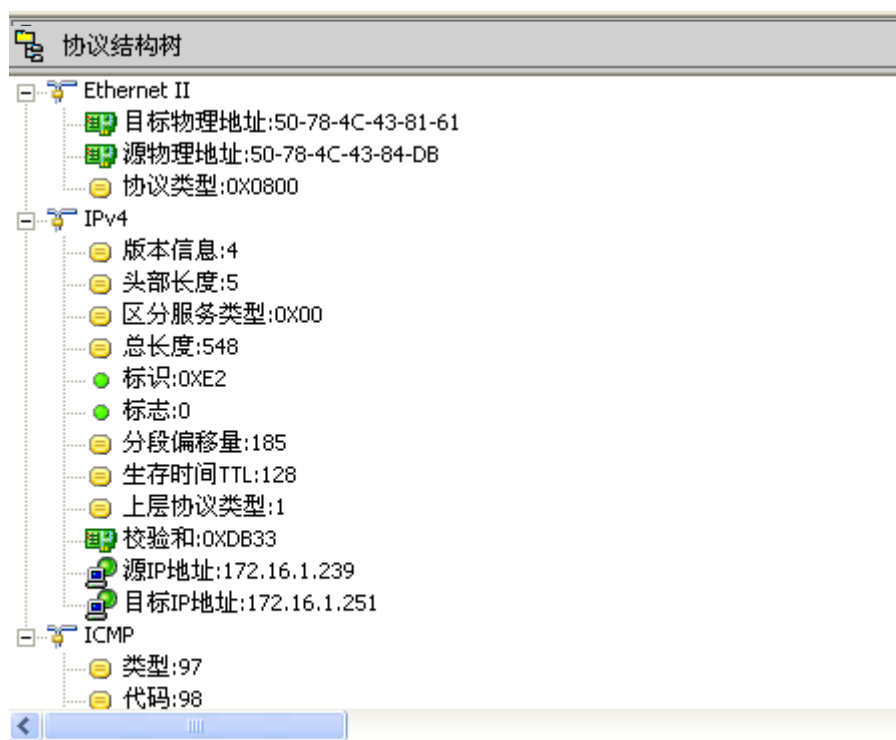 协议结构树
Ethernet II
目标物理地址:50-78-4C-43-81-61
源物理地址:50-78-4C-43-84-DB
协议类型:0X0800
IPv4
版本信息:4
头部长度:5
区分服务类型:0X00
总长度:548
标识:0XE2
标志:0
分段偏移量:185
生存时间TTL:128
上层协议类型:1
校验和:0XDB33
源IP地址:172.16.1.239
目标IP地址:172.16.1.251
ICMP
类型:97
代码:98